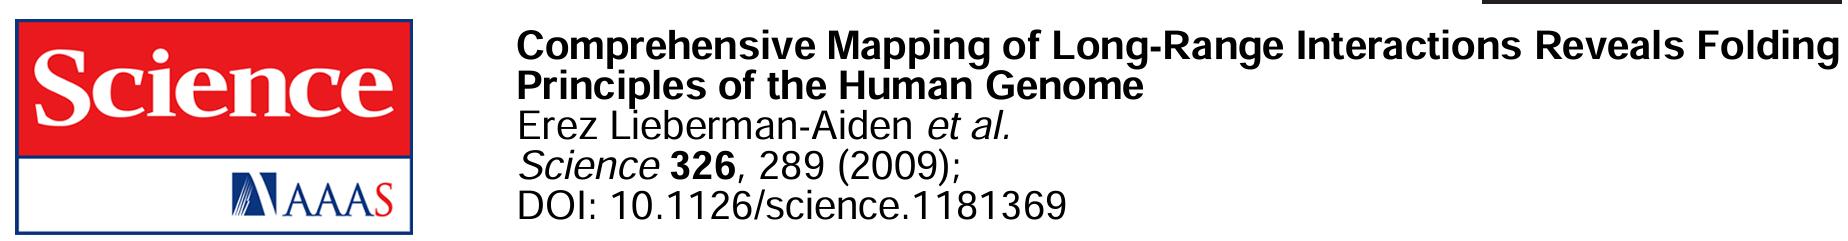 Science
AAAS
Comprehensive Mapping of Long-Range Interactions Reveals Folding
Principles of the Human Genome
Erez Lieberman-Aiden et al.
Science 326, 289 (2009);
DOI: 10.1126/science.1181369